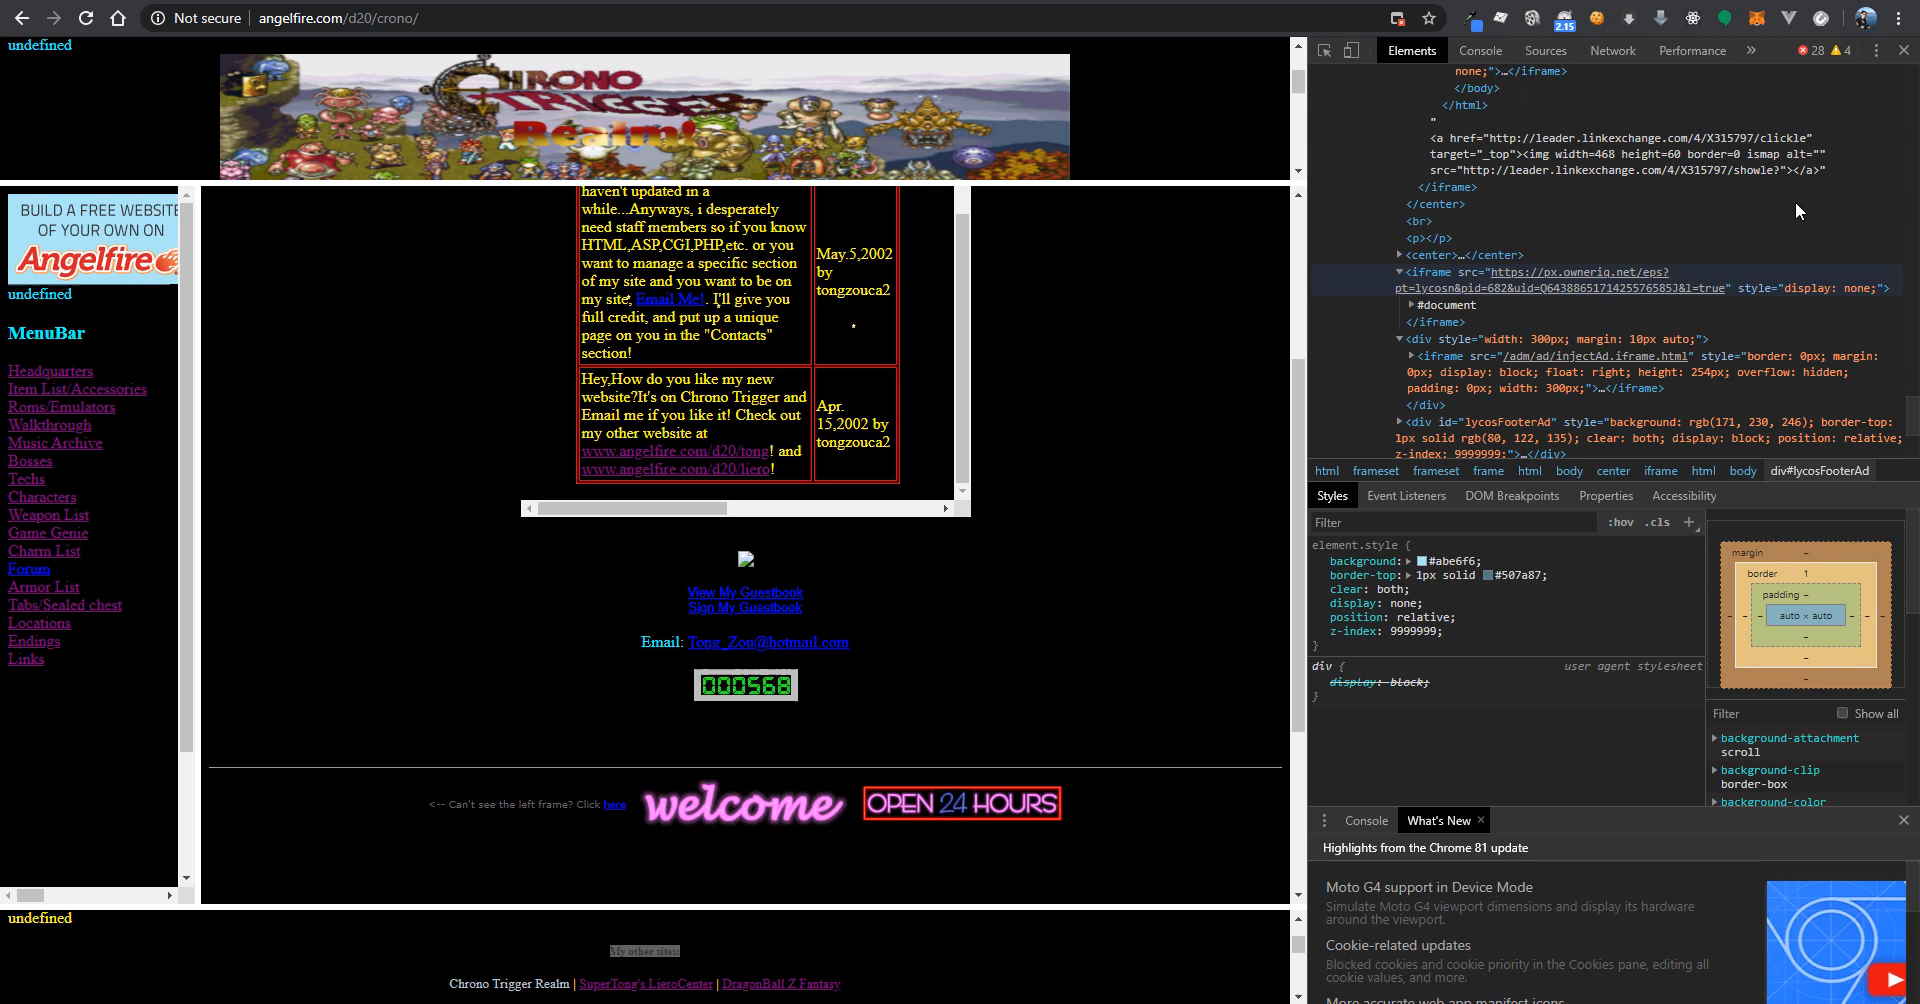 Not secure
angelfire.com/d20/crono/
2.15
undefined
CHRONO
TRIGGER
Realm!
BUILD A FREE WEBSITE
OF YOUR OWN ON
Angelfire
undefined
MenuBar
Headquarters
Item List/Accessories
Roms/Emulators
Walkthrough
Music Archive
Bosses
Techs
Characters
Weapon List
Game Genie
Charm List
Forum
Armor List
Tabs/Sealed chest
Locations
Endings
Links
haven't updated in a
while...Anyways, i desperately
need staff members so if you know
HTML,ASP,CGI,PHP,etc. or you
want to manage a specific section
of my site and you want to be on
my site, Email Me!. I'll give you
full credit, and put up a unique
page on you in the "Contacts"
section!
May.5,2002
by
tongzouca2
Hey,How do you like my new
website?It's on Chrono Trigger and
Email me if you like it! Check out
my other website at
www.angelfire.com/d20/tong! and
www.angelfire.com/d20/liero!
Apr.
15,2002 by
tongzouca2
View My Guestbook
Sign My Guestbook
Email: Tong_Zou@hotmail.com
000568
<-- Can't see the left frame? Click here
welcome
OPEN 24 HOURS
undefined
My other sites:
Chrono Trigger Realm | SuperTong's LieroCenter | DragonBall Z Fantasy
Elements Console Sources Network Performance » 28 4
none;">…</iframe>
</body>
</html>
"
<a href="http://leader.linkexchange.com/4/X315797/clickle"
target="_top"><img width=468 height=60 border=0 ismap alt=""
src="http://leader.linkexchange.com/4/X315797/showle?"></a>"
</iframe>
</center>
<br>
<p></p>
<center>…</center>
<iframe src="https://px.owneriq.net/eps?
pt=lycosn&pid=682&uid=Q6438865171425576585J&l=true" style="display: none;">
#document
</iframe>
<div style="width: 300px; margin: 10px auto;">
<iframe src="/adm/ad/injectAd.iframe.html" style="border: 0px; margin:
0px; display: block; float: right; height: 254px; overflow: hidden;
padding: 0px; width: 300px;">…</iframe>
</div>
<div id="lycosFooterAd" style="background: rgb(171, 230, 246); border-top:
1px solid rgb(80, 122, 135); clear: both; display: block; position: relative;
z-index: 9999999;">…</div>
html frameset frameset frame html body center iframe html body div#lycosFooterAd
Styles Event Listeners DOM Breakpoints Properties Accessibility
Filter :hov .cls +
element.style {
background: #abe6f6;
border-top: 1px solid #507a87;
clear: both;
display: none;
position: relative;
z-index: 9999999;
}
div { user agent stylesheet
display: block;
}
margin –
border 1
padding –
– – – auto × auto – – –
–
–
–
Filter Show all
background-attachment
scroll
background-clip
border-box
background-color
Console What's New ×
Highlights from the Chrome 81 update
Moto G4 support in Device Mode
Simulate Moto G4 viewport dimensions and display its hardware
around the viewport.
Cookie-related updates
Blocked cookies and cookie priority in the Cookies pane, editing all
cookie values, and more.
More accurate web app manifest icons